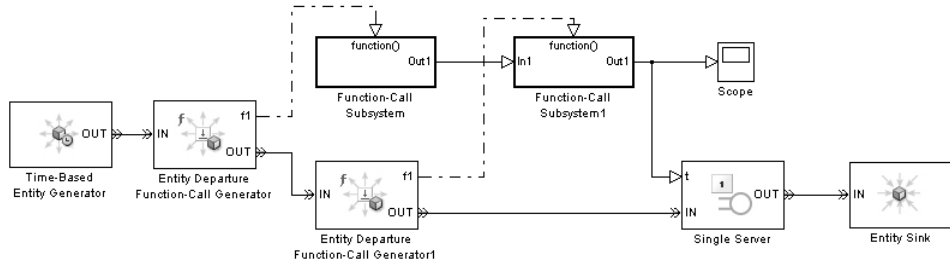 function()
Out1
Function-Call
Subsystem
function()
In1
Out1
Function-Call
Subsystem1
Scope
OUT
Time-Based
Entity Generator
f
f1
IN
OUT
Entity Departure
Function-Call Generator
f
f1
IN
OUT
Entity Departure
Function-Call Generator1
1
t
OUT
IN
Single Server
IN
Entity Sink